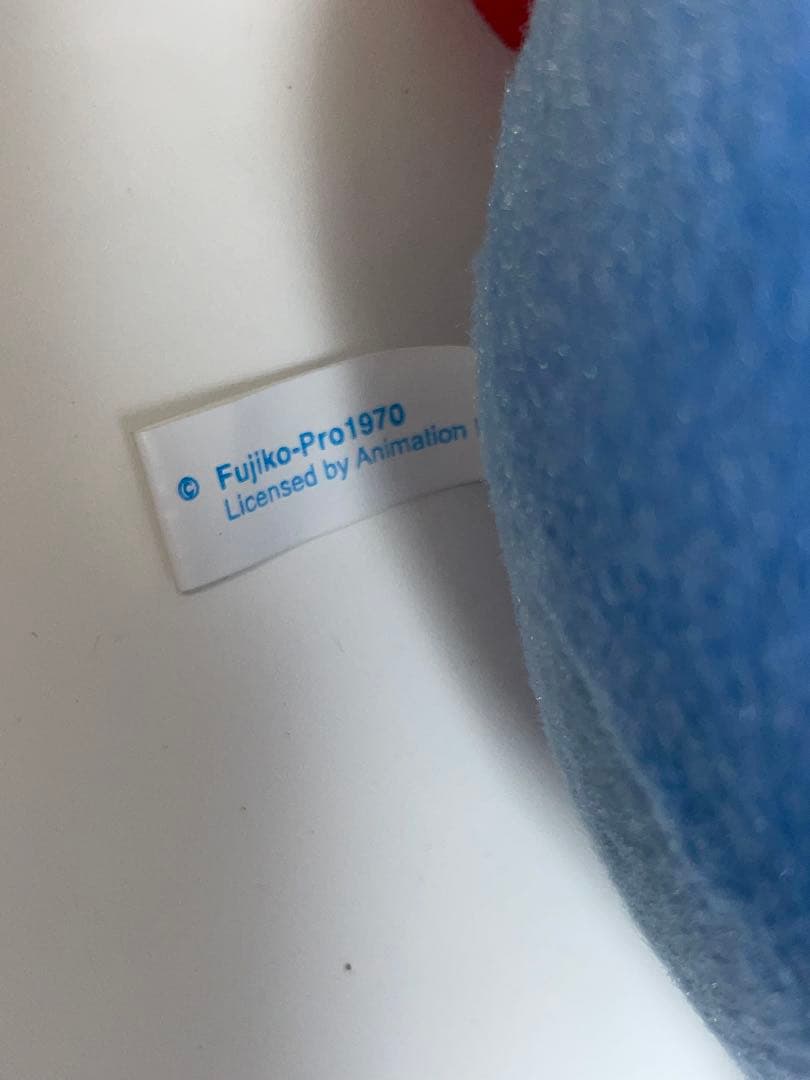 © Fujiko-Pro1970
Licensed by Animation